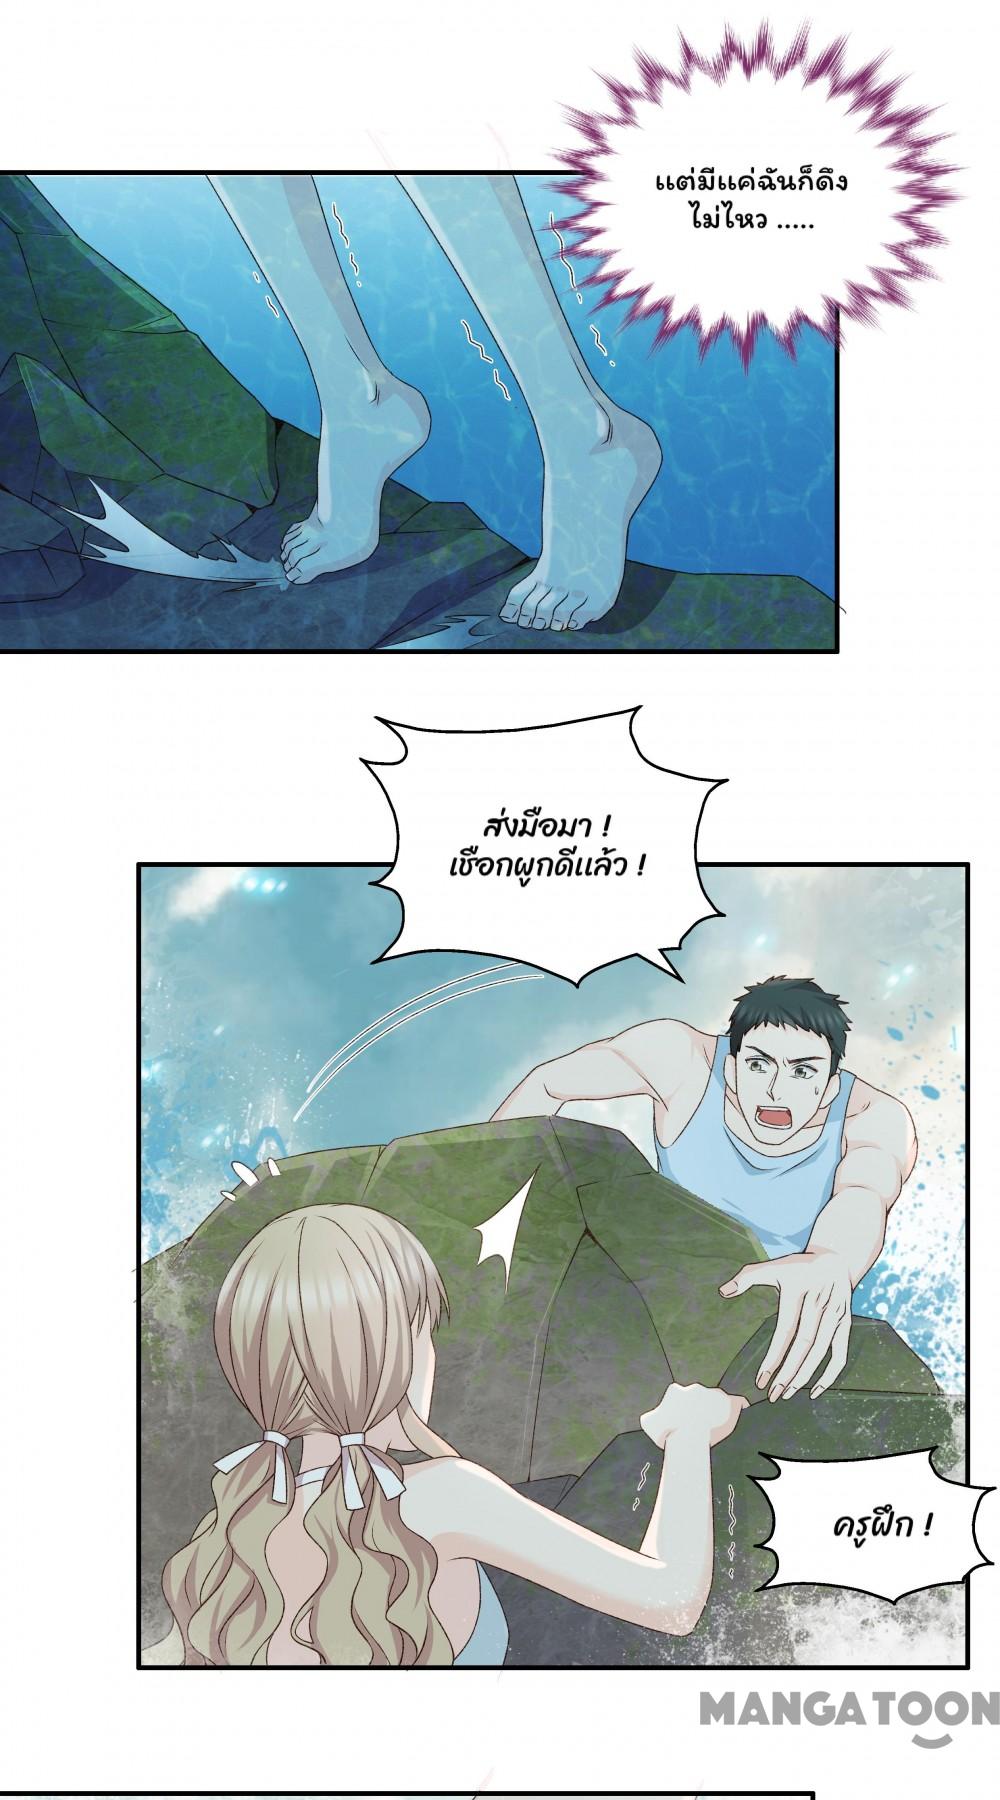 แต่มีแค่ฉันก็ดึง
ไม่ไหว .....
ส่งมือมา !
เชือกผูกดีแล้ว !
ครูฝึก !
MANGATOON